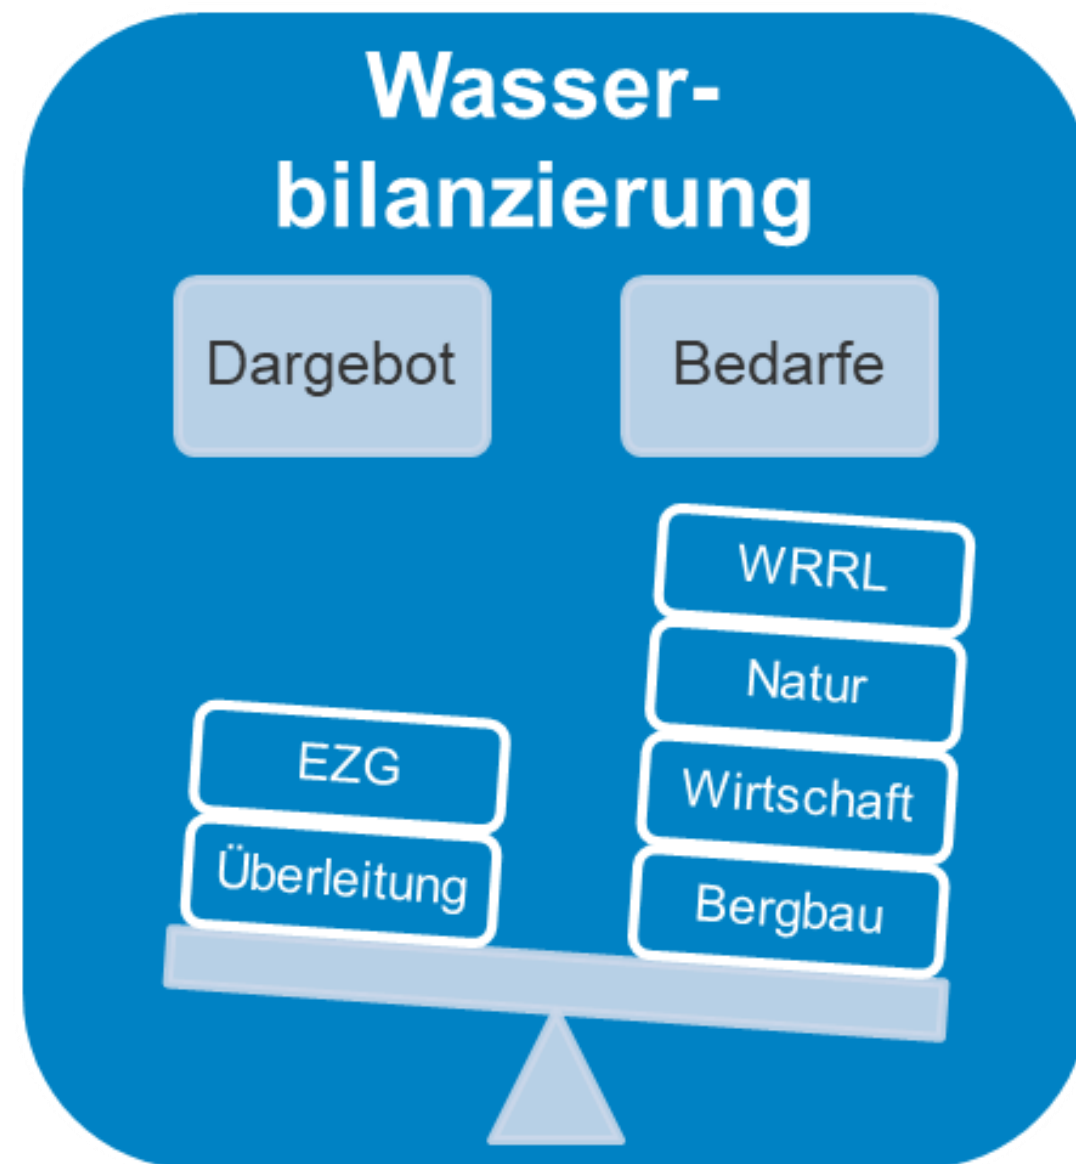 Wasser-
bilanzierung
Dargebot
Bedarfe
WRRL
Natur
Wirtschaft
Bergbau
EZG
Überleitung